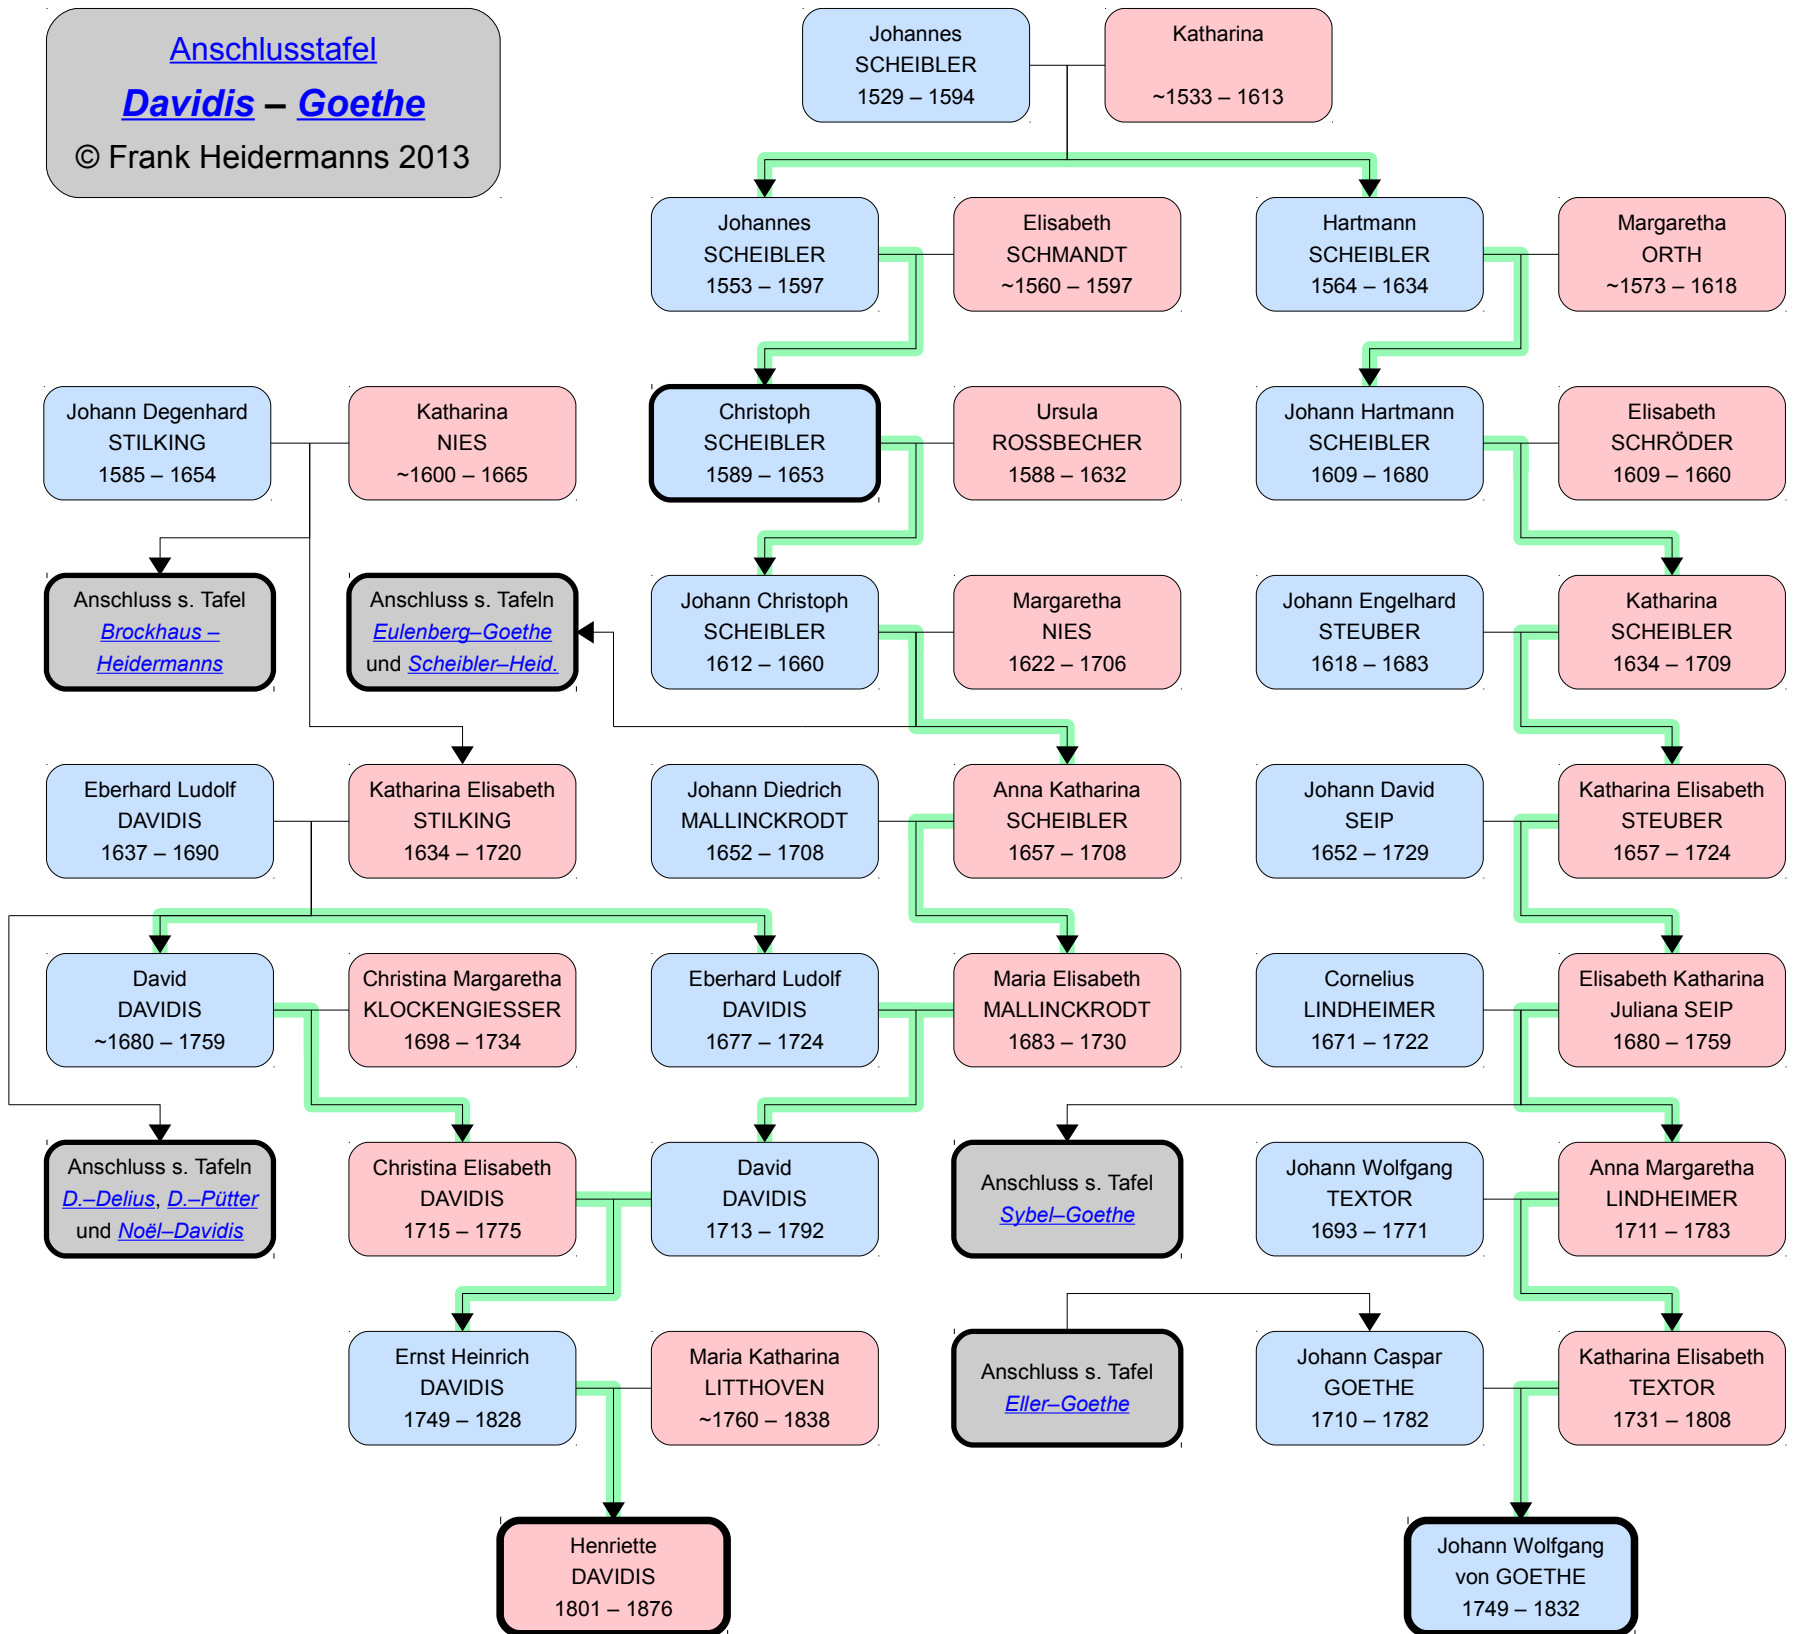 Anschlusstafel
Davidis – Goethe
© Frank Heidermanns 2013
Johannes
SCHEIBLER
1529 – 1594
Katharina
~1533 – 1613
Johannes
SCHEIBLER
1553 – 1597
Elisabeth
SCHMANDT
~1560 – 1597
Hartmann
SCHEIBLER
1564 – 1634
Margaretha
ORTH
~1573 – 1618
Johann Degenhard
STILKING
1585 – 1654
Katharina
NIES
~1600 – 1665
Christoph
SCHEIBLER
1589 – 1653
Ursula
ROSSBECHER
1588 – 1632
Johann Hartmann
SCHEIBLER
1609 – 1680
Elisabeth
SCHRÖDER
1609 – 1660
Anschluss s. Tafel
Brockhaus –
Heidermanns
Anschluss s. Tafeln
Eulenberg–Goethe
und Scheibler–Heid.
Johann Christoph
SCHEIBLER
1612 – 1660
Margaretha
NIES
1622 – 1706
Johann Engelhard
STEUBER
1618 – 1683
Katharina
SCHEIBLER
1634 – 1709
Eberhard Ludolf
DAVIDIS
1637 – 1690
Katharina Elisabeth
STILKING
1634 – 1720
Johann Diedrich
MALLINCKRODT
1652 – 1708
Anna Katharina
SCHEIBLER
1657 – 1708
Johann David
SEIP
1652 – 1729
Katharina Elisabeth
STEUBER
1657 – 1724
David
DAVIDIS
~1680 – 1759
Christina Margaretha
KLOCKENGIESSER
1698 – 1734
Eberhard Ludolf
DAVIDIS
1677 – 1724
Maria Elisabeth
MALLINCKRODT
1683 – 1730
Cornelius
LINDHEIMER
1671 – 1722
Elisabeth Katharina
Juliana SEIP
1680 – 1759
Anschluss s. Tafeln
D.–Delius, D.–Pütter
und Noël–Davidis
Christina Elisabeth
DAVIDIS
1715 – 1775
David
DAVIDIS
1713 – 1792
Anschluss s. Tafel
Sybel–Goethe
Johann Wolfgang
TEXTOR
1693 – 1771
Anna Margaretha
LINDHEIMER
1711 – 1783
Ernst Heinrich
DAVIDIS
1749 – 1828
Maria Katharina
LITTHOVEN
~1760 – 1838
Anschluss s. Tafel
Eller–Goethe
Johann Caspar
GOETHE
1710 – 1782
Katharina Elisabeth
TEXTOR
1731 – 1808
Henriette
DAVIDIS
1801 – 1876
Johann Wolfgang
von GOETHE
1749 – 1832